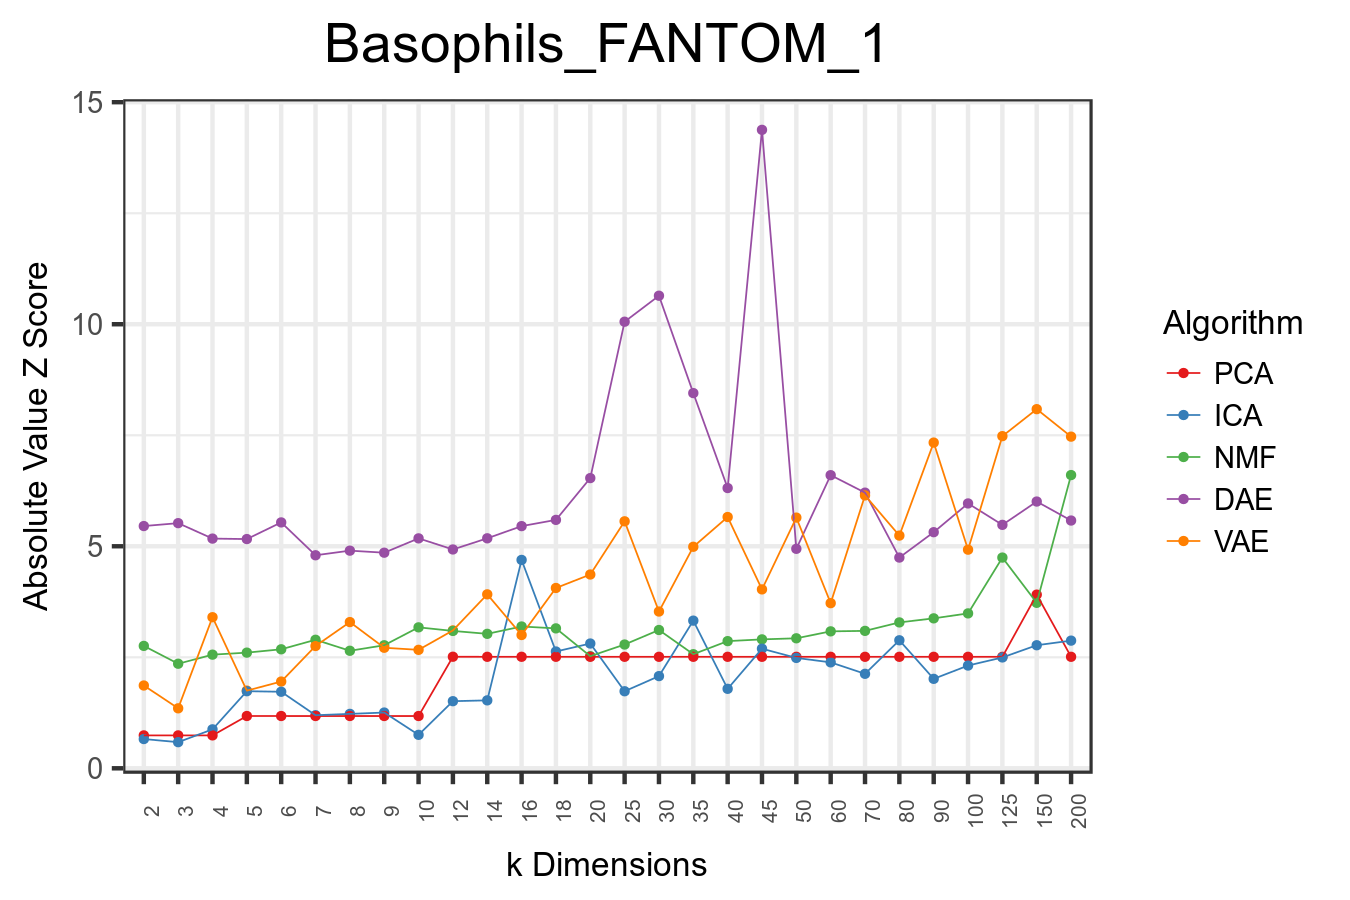 Basophils_FANTOM_1
Absolute Value Z Score
15
10
5
0
2 3 4 5 6 7 8 9 10 12 14 16 18 20 25 30 35 40 45 50 60 70 80 90 100 125 150 200
k Dimensions
Algorithm
PCA
ICA
NMF
DAE
VAE